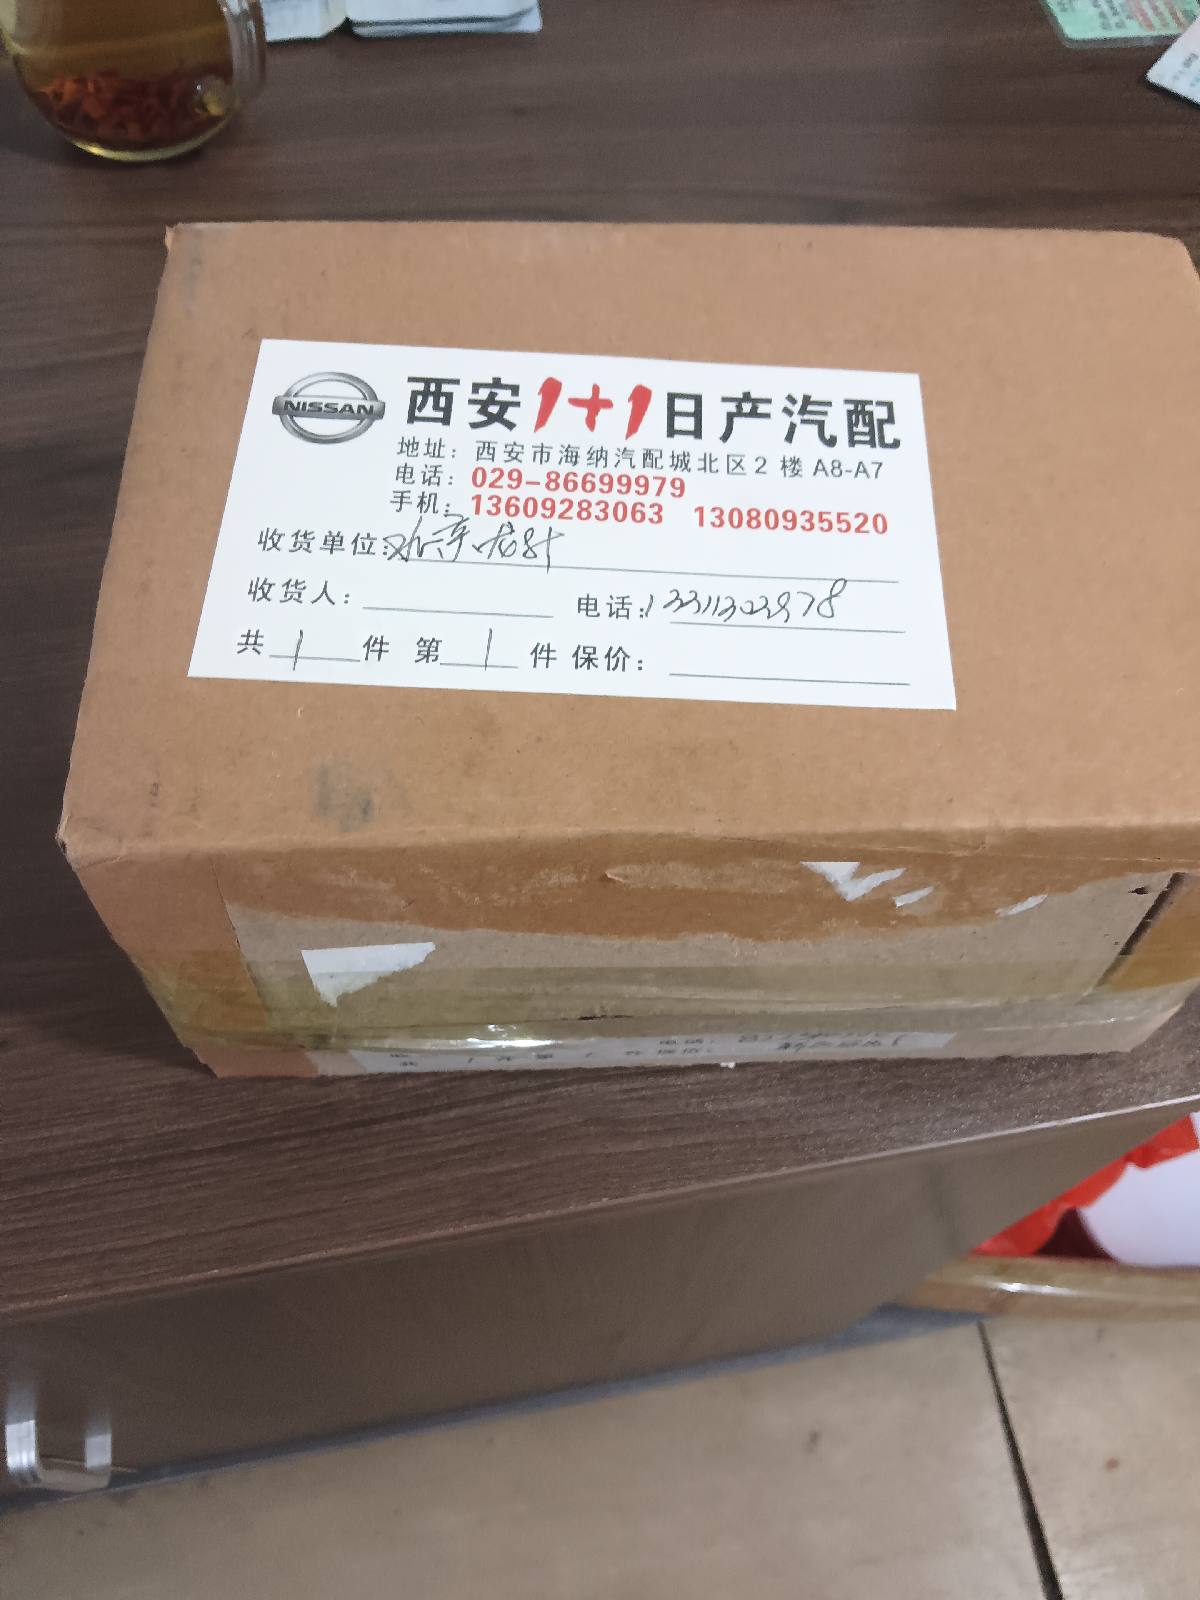 NISSAN
西安1+1日产汽配
地址：西安市海纳汽配城北区2楼A8-A7
电话：029-86699979
手机：13609283063 13080935520
收货单位：
收货人： 电话：13311303978
共1件 第1件 保价：